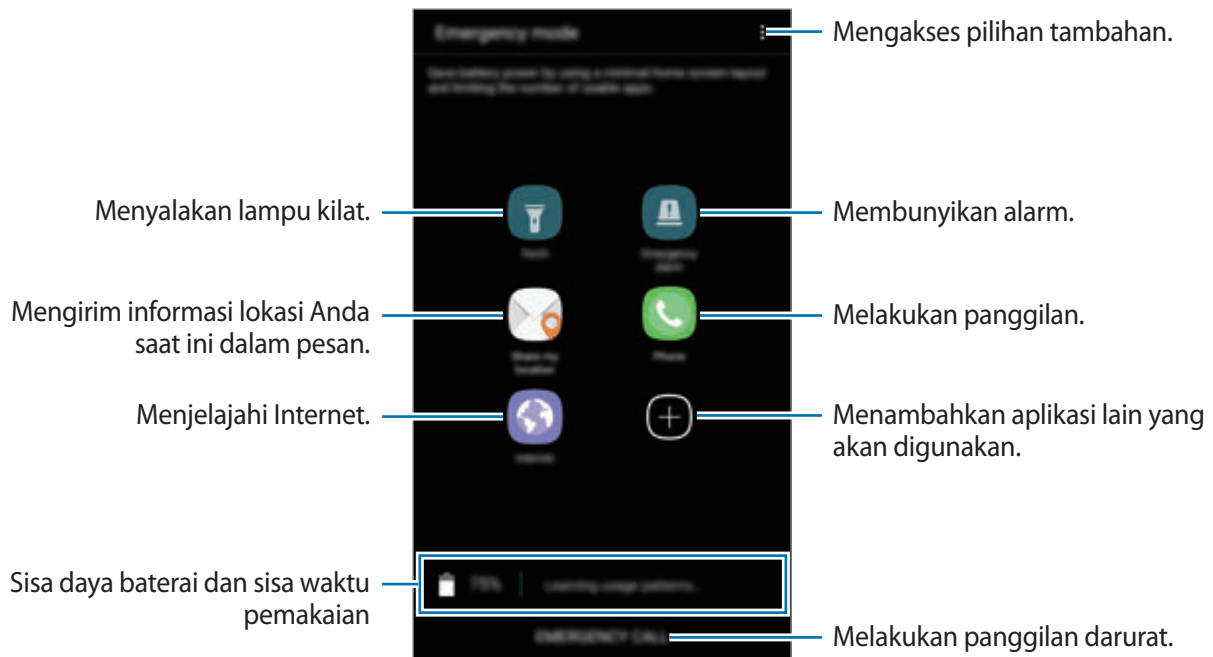 Emergency mode
Mengakses pilihan tambahan.
Save battery power by using a minimal home screen layout
and limiting the number of usable apps.
Menyalakan lampu kilat.
Torch
Membunyikan alarm.
Emergency
alarm
Mengirim informasi lokasi Anda
saat ini dalam pesan.
Share my
location
Melakukan panggilan.
Phone
Menjelajahi Internet.
Internet
Menambahkan aplikasi lain yang
akan digunakan.
Sisa daya baterai dan sisa waktu
pemakaian
75%
Learning usage patterns...
EMERGENCY CALL
Melakukan panggilan darurat.